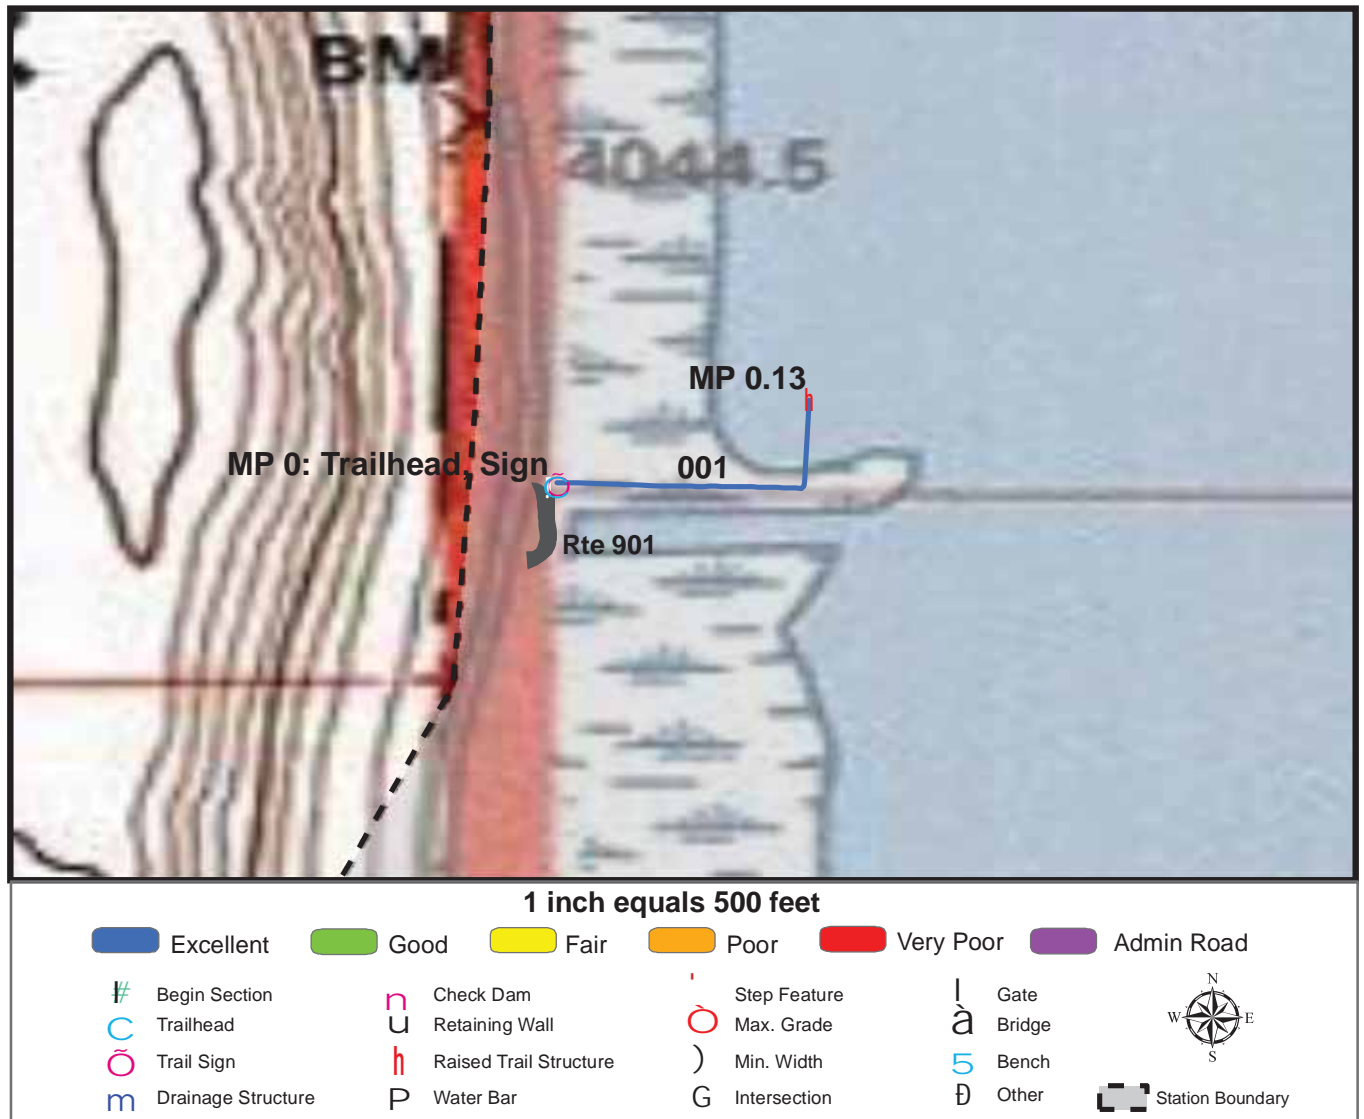 BM
4044.5
MP 0.13
MP 0: Trailhead, Sign
001
Rte 901
1 inch equals 500 feet
Excellent
Good
Fair
Poor
Very Poor
Admin Road
Begin Section
Trailhead
Trail Sign
Drainage Structure
Check Dam
Retaining Wall
Raised Trail Structure
Water Bar
Step Feature
Max. Grade
Min. Width
Intersection
Gate
Bridge
Bench
Other
N
W E
S
Station Boundary